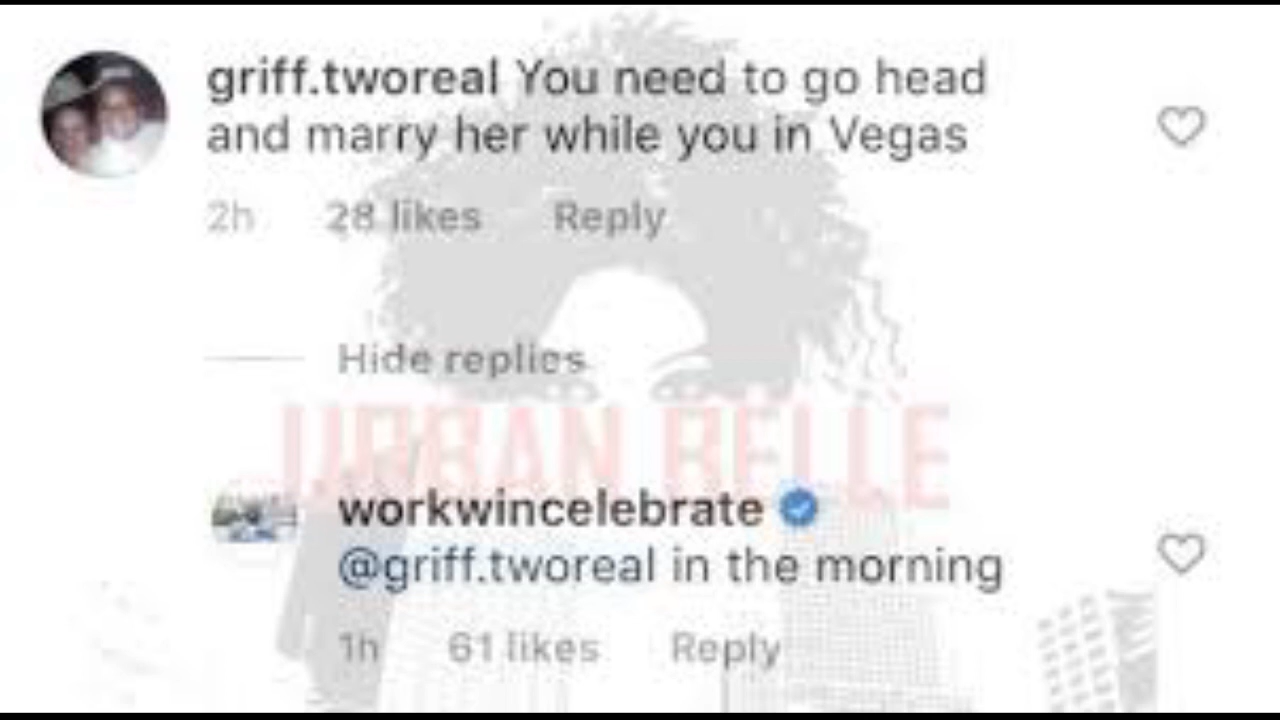 griff.tworeal You need to go head
and marry her while you in Vegas
2h 28 likes Reply
Hide replies
URBAN BELLE
workwincelebrate
@griff.tworeal in the morning
1h 61 likes Reply